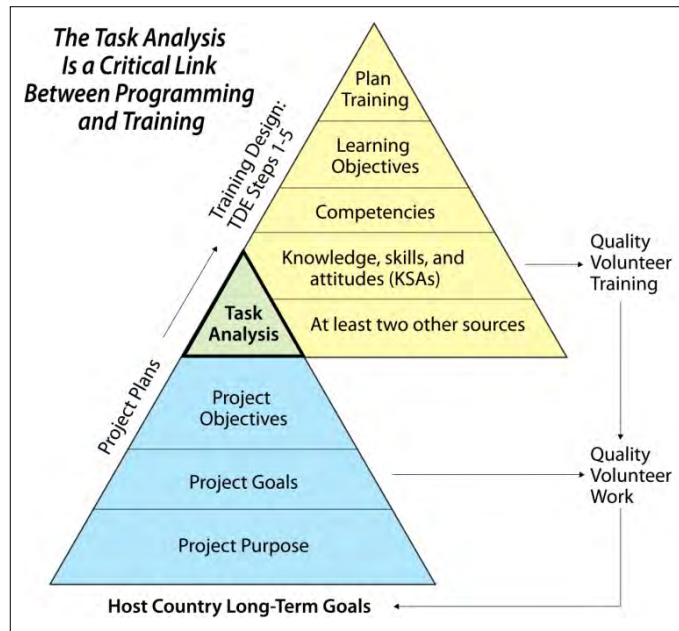 The Task Analysis
Is a Critical Link
Between Programming
and Training
Plan
Training
Learning
Objectives
Competencies
Knowledge, skills, and
attitudes (KSAs)
At least two other sources
Training Design:
TDE Steps 1-5
Quality
Volunteer
Training
Task
Analysis
Project Plans
Project
Objectives
Project Goals
Project Purpose
Quality
Volunteer
Work
Host Country Long-Term Goals